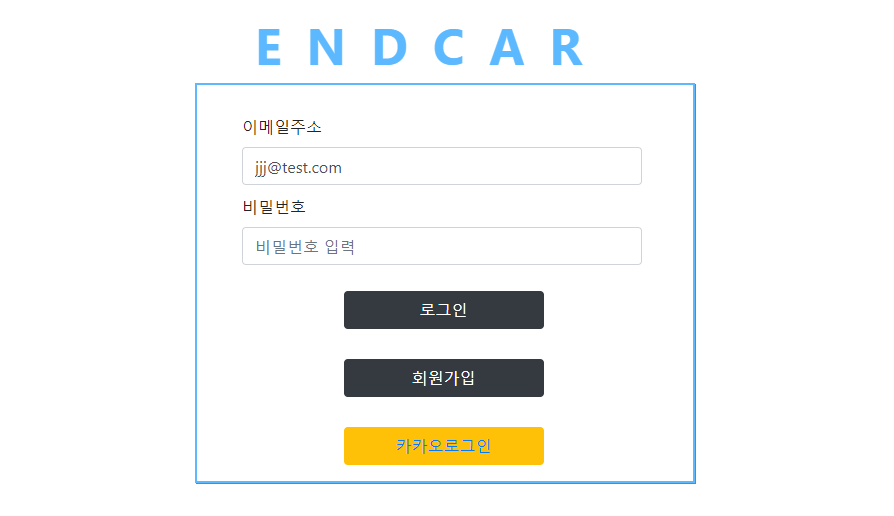 ENDCAR
이메일주소
jjj@test.com
비밀번호
비밀번호 입력
로그인
회원가입
카카오로그인